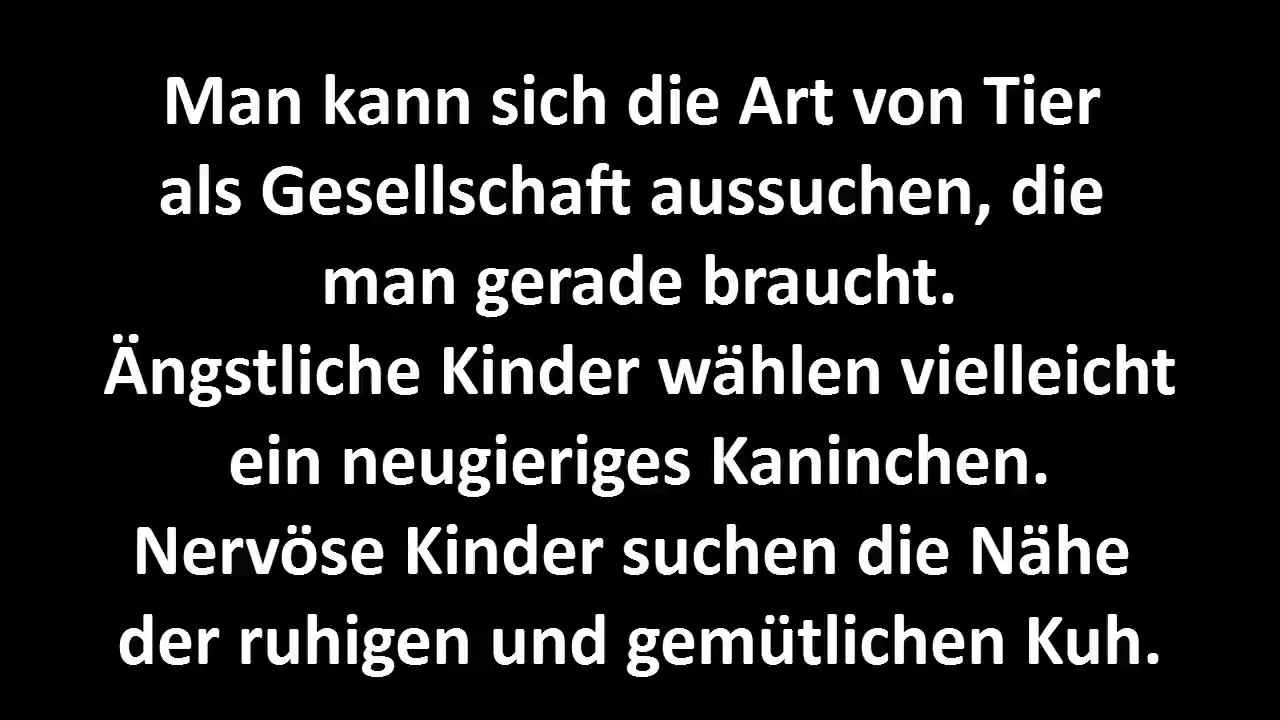 Man kann sich die Art von Tier
als Gesellschaft aussuchen, die
man gerade braucht.
Ängstliche Kinder wählen vielleicht
ein neugieriges Kaninchen.
Nervöse Kinder suchen die Nähe
der ruhigen und gemütlichen Kuh.